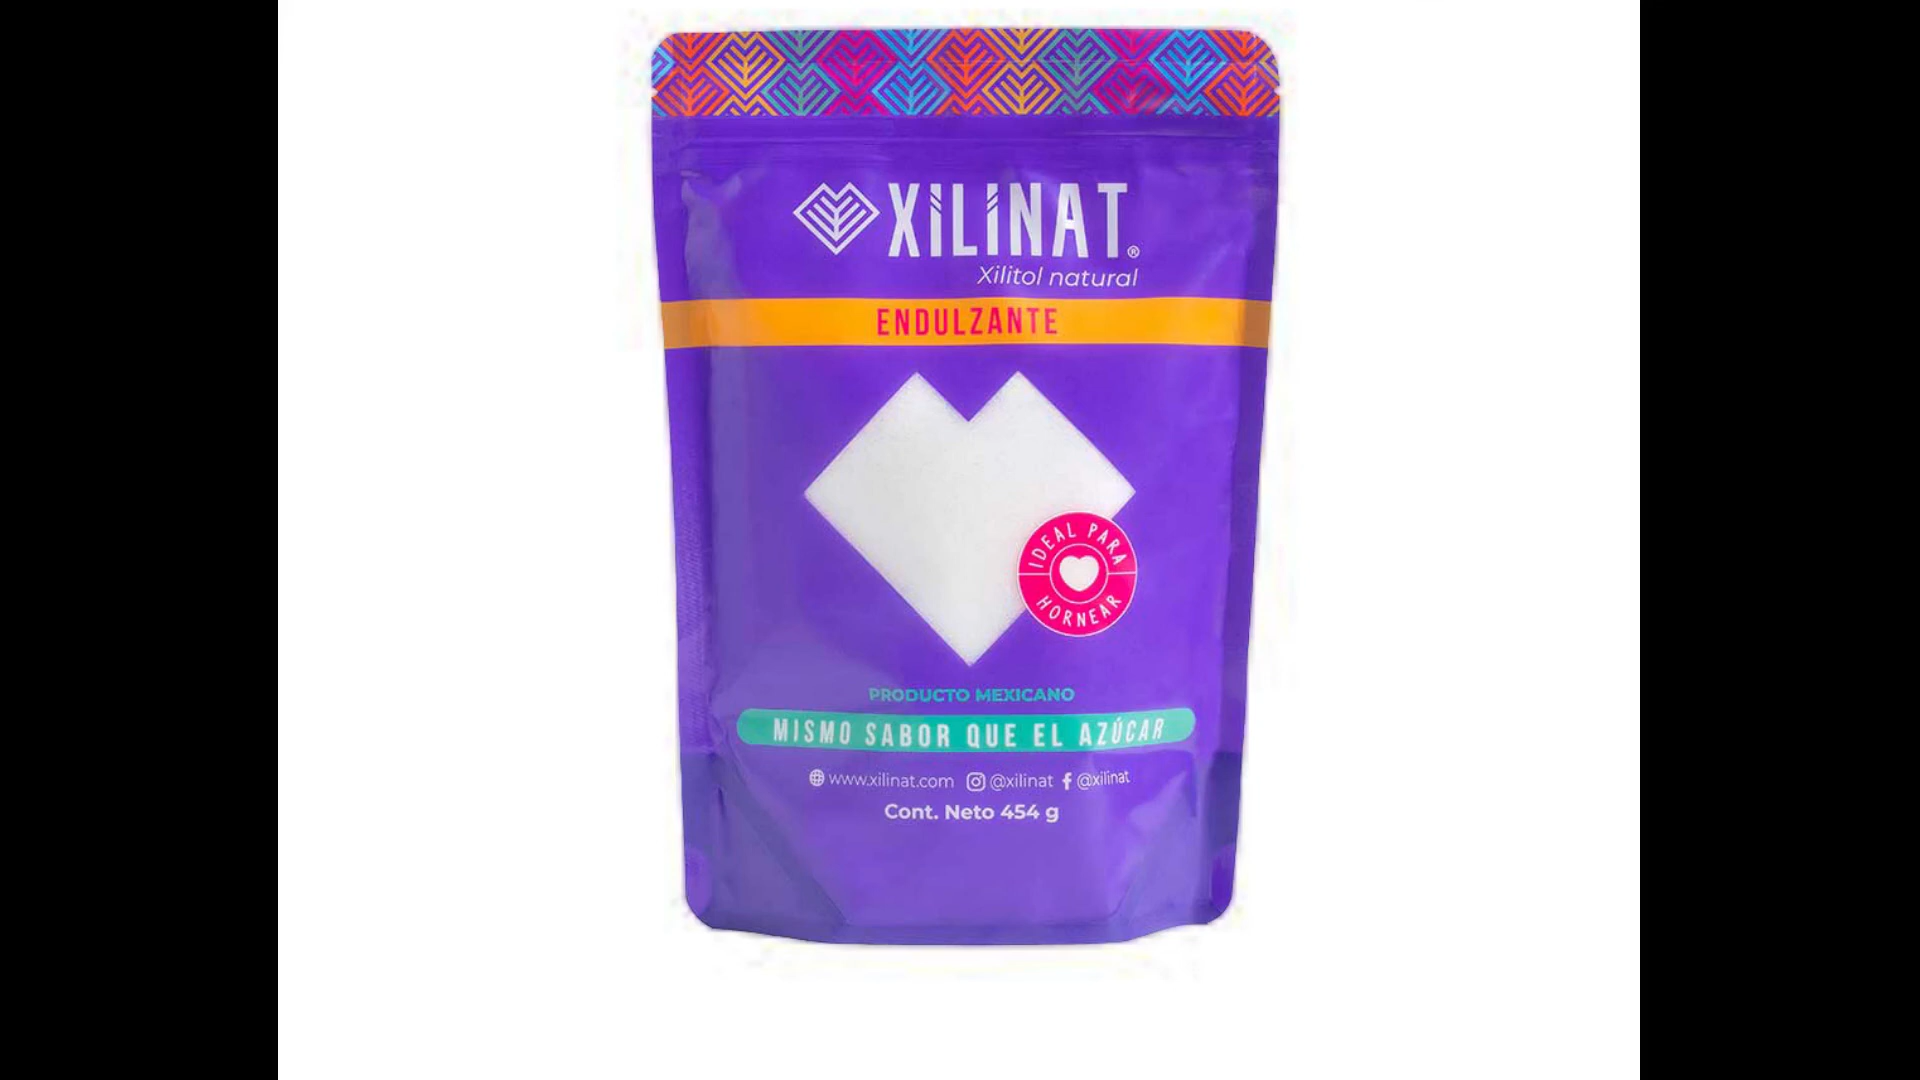 XILINAT®
Xilitol natural
ENDULZANTE
IDEAL PARA
HORNEAR
PRODUCTO MEXICANO
MISMO SABOR QUE EL AZÚCAR
www.xilinat.com @xilinat @xilinat
Cont. Neto 454 g